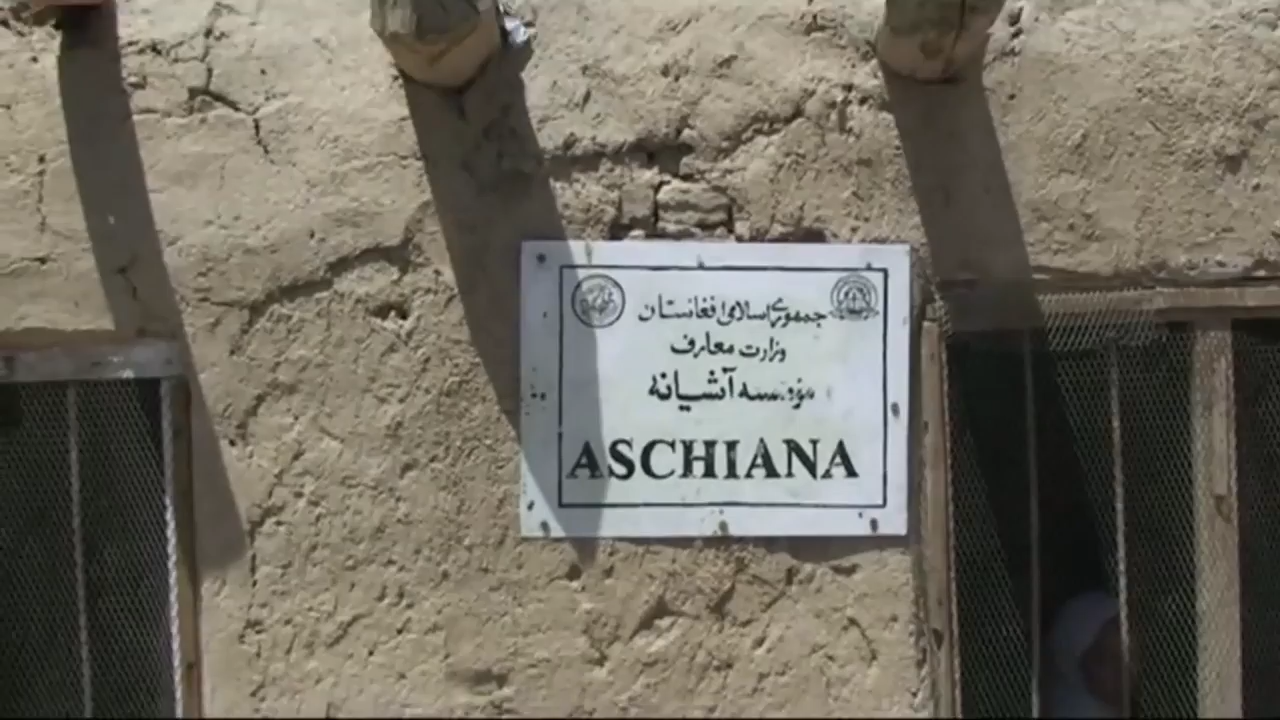 جمهوری اسلامی افغانستان
وزارت معارف
مؤسسه آشیانه
ASCHIANA